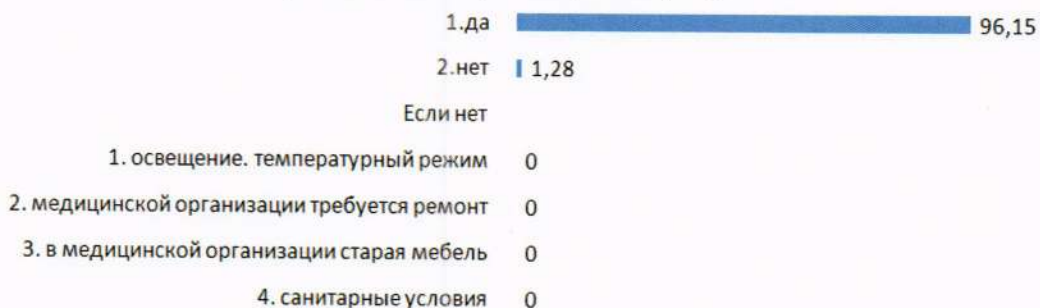 1.да 96,15
2.нет 1,28
Если нет
1. освещение. температурный режим 0
2. медицинской организации требуется ремонт 0
3. в медицинской организации старая мебель 0
4. санитарные условия 0